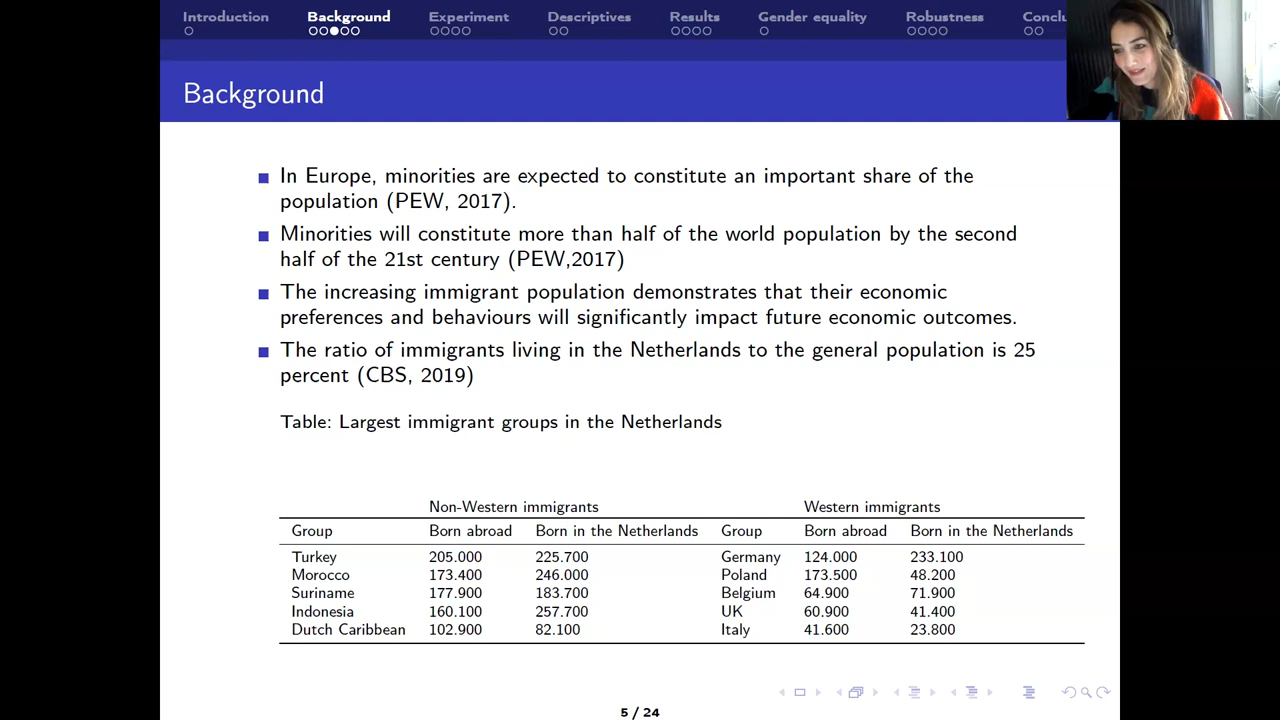 Introduction Background Experiment Descriptives Results Gender equality Robustness Conclu
Background
In Europe, minorities are expected to constitute an important share of the
population (PEW, 2017).
Minorities will constitute more than half of the world population by the second
half of the 21st century (PEW,2017)
The increasing immigrant population demonstrates that their economic
preferences and behaviours will significantly impact future economic outcomes.
The ratio of immigrants living in the Netherlands to the general population is 25
percent (CBS, 2019)
Table: Largest immigrant groups in the Netherlands
Non-Western immigrants Western immigrants
Group Born abroad Born in the Netherlands Group Born abroad Born in the Netherlands
Turkey 205.000 225.700 Germany 124.000 233.100
Morocco 173.400 246.000 Poland 173.500 48.200
Suriname 177.900 183.700 Belgium 64.900 71.900
Indonesia 160.100 257.700 UK 60.900 41.400
Dutch Caribbean 102.900 82.100 Italy 41.600 23.800
5 / 24